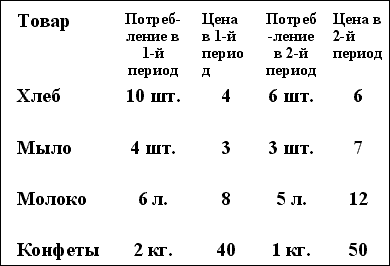 Товар Потреб- Цена Потреб Цена в
ление в в 1-й -ление 2-й
1-й перио в 2-й период
период д период
Хлеб 10 шт. 4 6 шт. 6
Мыло 4 шт. 3 3 шт. 7
Молоко 6 л. 8 5 л. 12
Конфеты 2 кг. 40 1 кг. 50